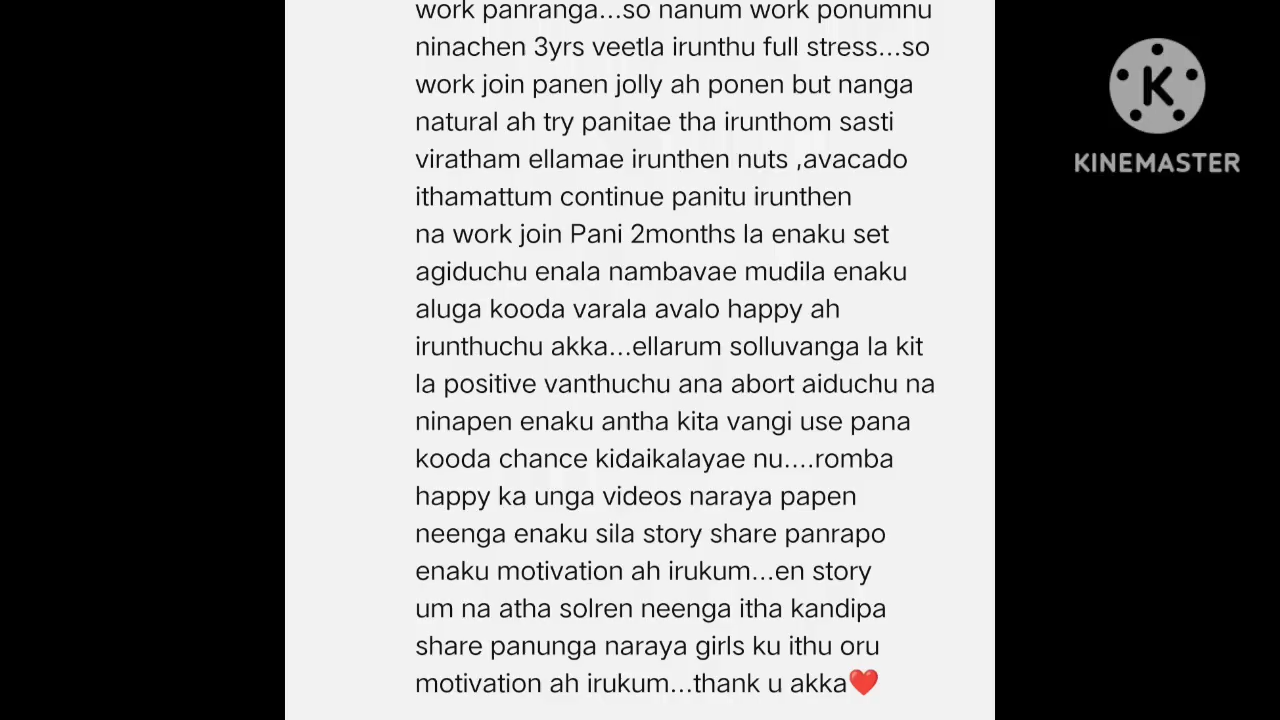 work panranga...so nanum work ponumnu
ninachen 3yrs veetla irunthu full stress...so
work join panen jolly ah ponen but nanga
natural ah try panitae tha irunthom sasti
viratham ellamae irunthen nuts ,avacado
ithamattum continue panitu irunthen
na work join Pani 2months la enaku set
agiduchu enala nambavae mudila enaku
aluga kooda varala avalo happy ah
irunthuchu akka...ellarum solluvanga la kit
la positive vanthuchu ana abort aiduchu na
ninapen enaku antha kita vangi use pana
kooda chance kidaikalayae nu....romba
happy ka unga videos naraya papen
neenga enaku sila story share panrapo
enaku motivation ah irukum...en story
um na atha solren neenga itha kandipa
share panunga naraya girls ku ithu oru
motivation ah irukum...thank u akka❤️
K
KINEMASTER